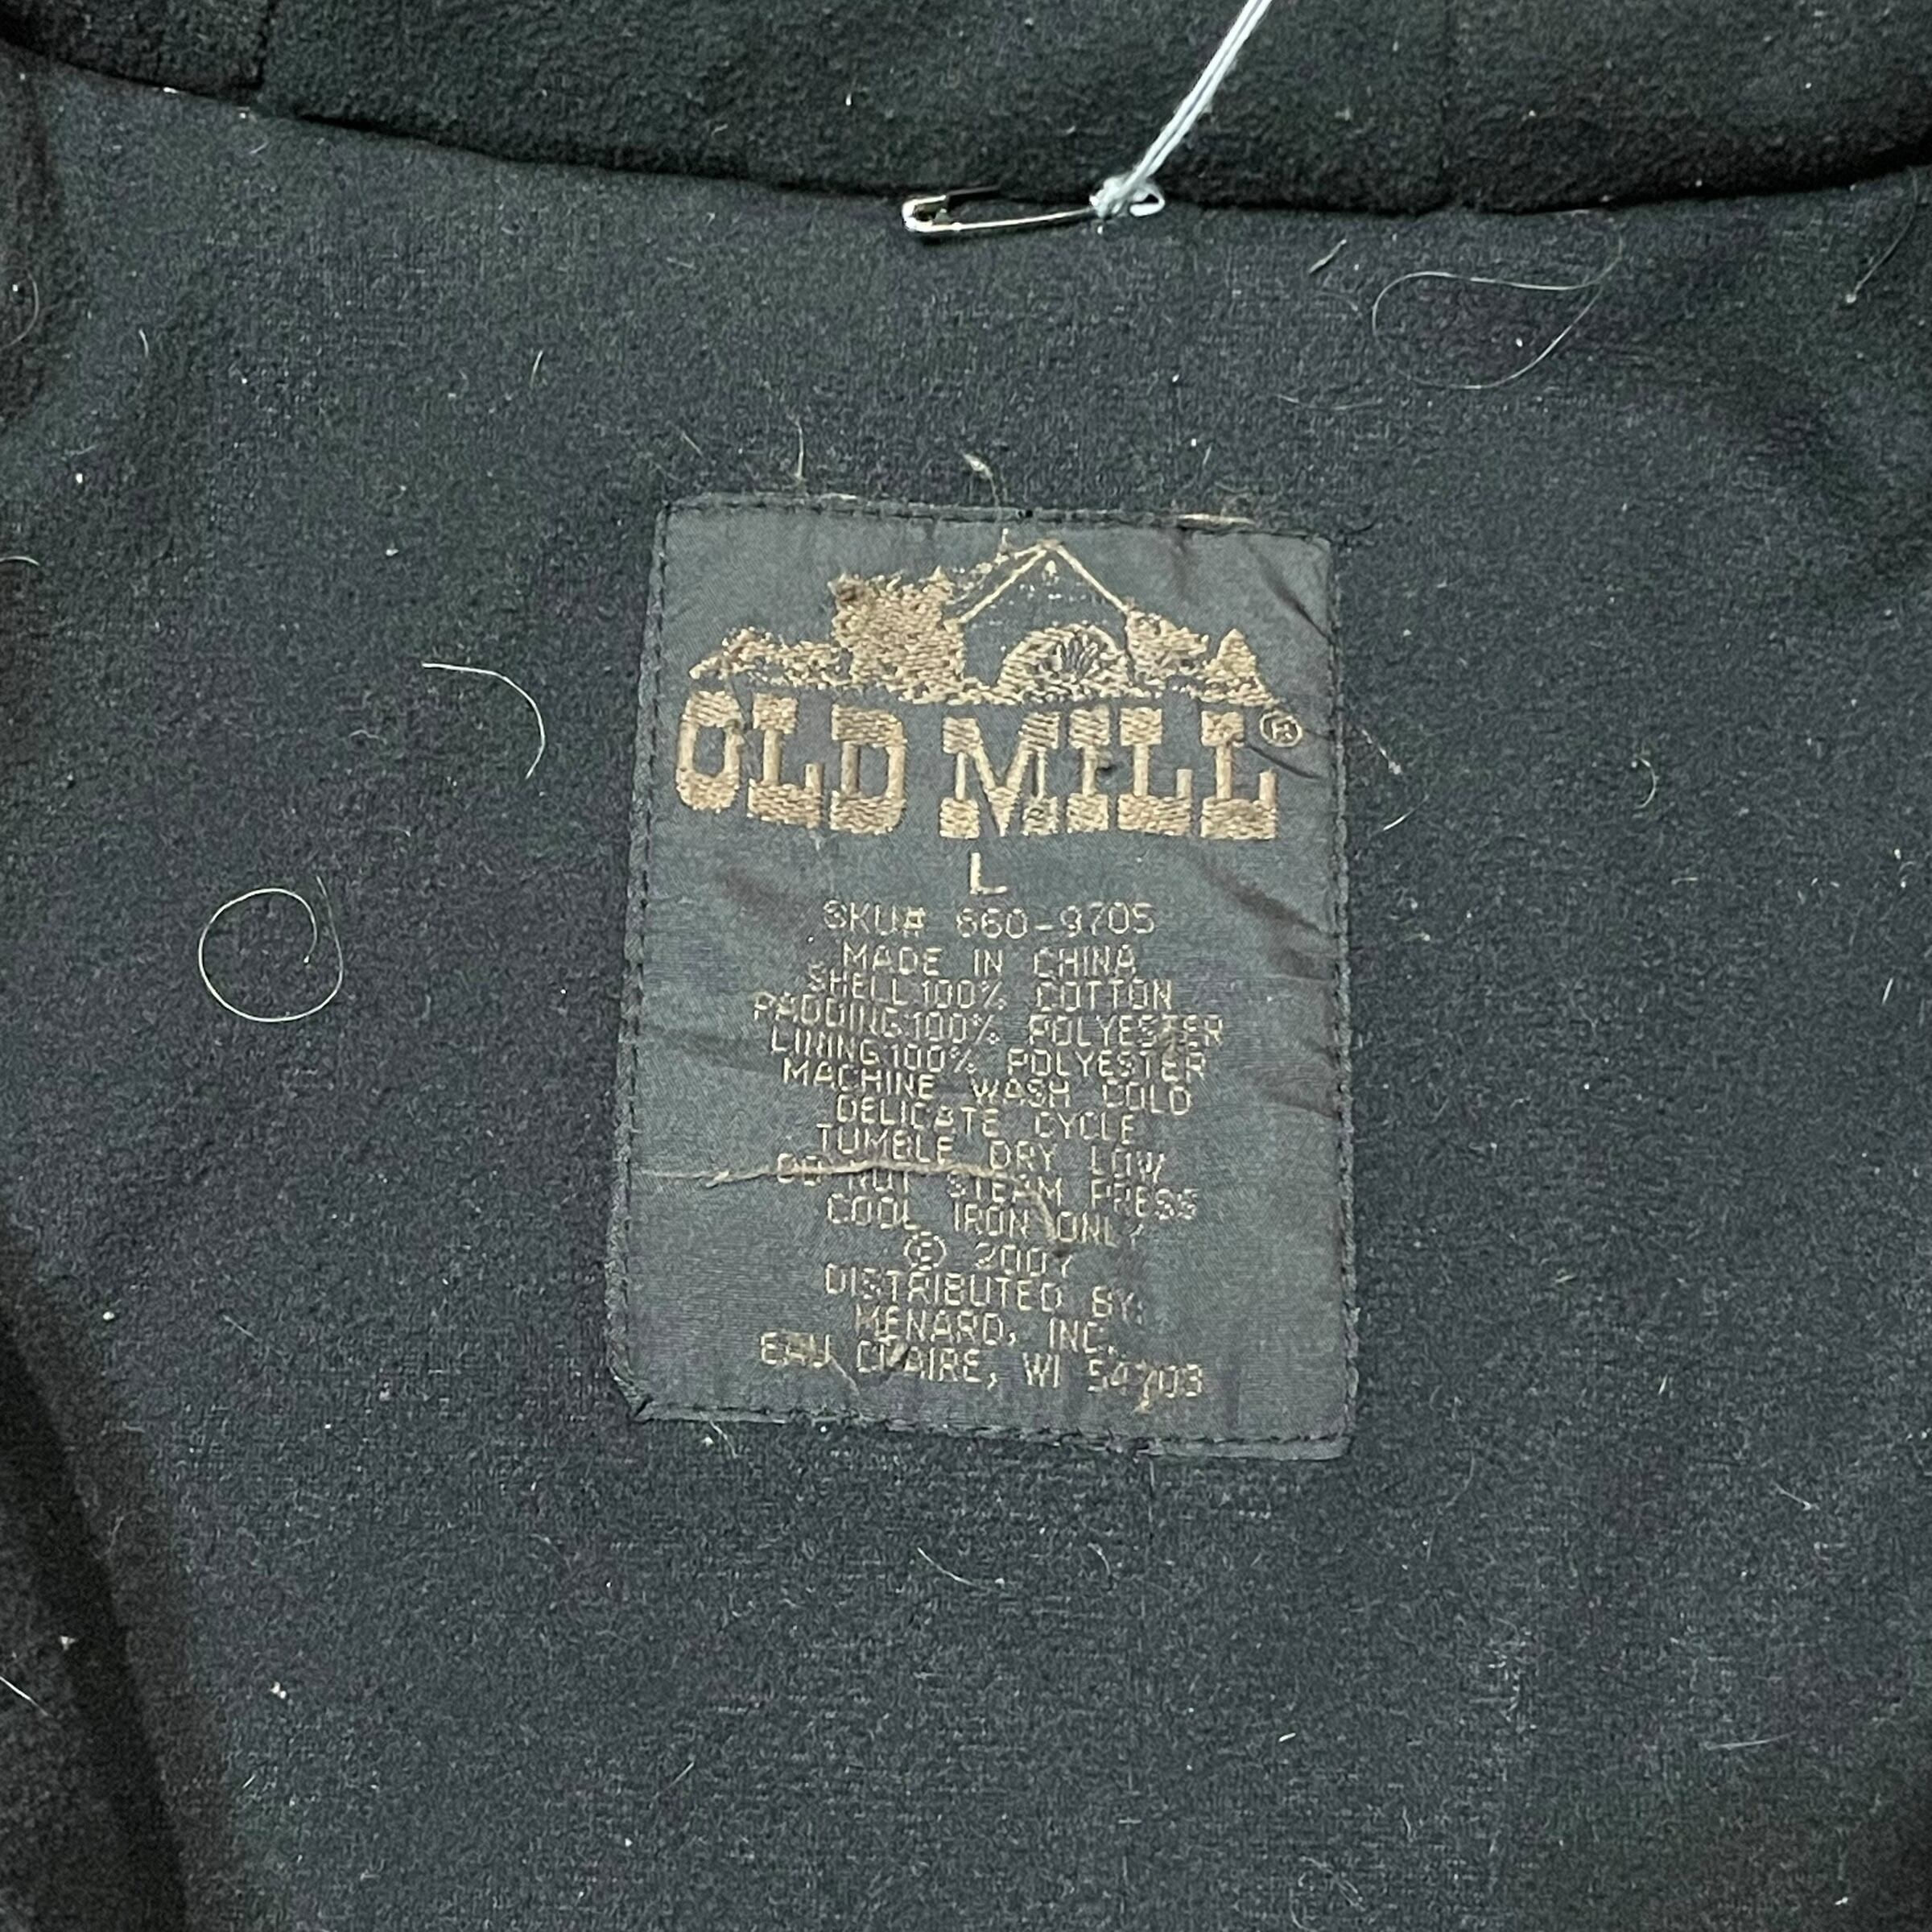 OLD MILL®
L
SKU# 660-9705
MADE IN CHINA
SHELL 100% COTTON
PADDING:100% POLYESTER
LINING:100% POLYESTER
MACHINE WASH COLD
DELICATE CYCLE
TUMBLE DRY LOW
DO NOT STEAM PRESS
COOL IRON ONLY
© 2007
DISTRIBUTED BY:
MENARD, INC.
EAU CLAIRE, WI 54703